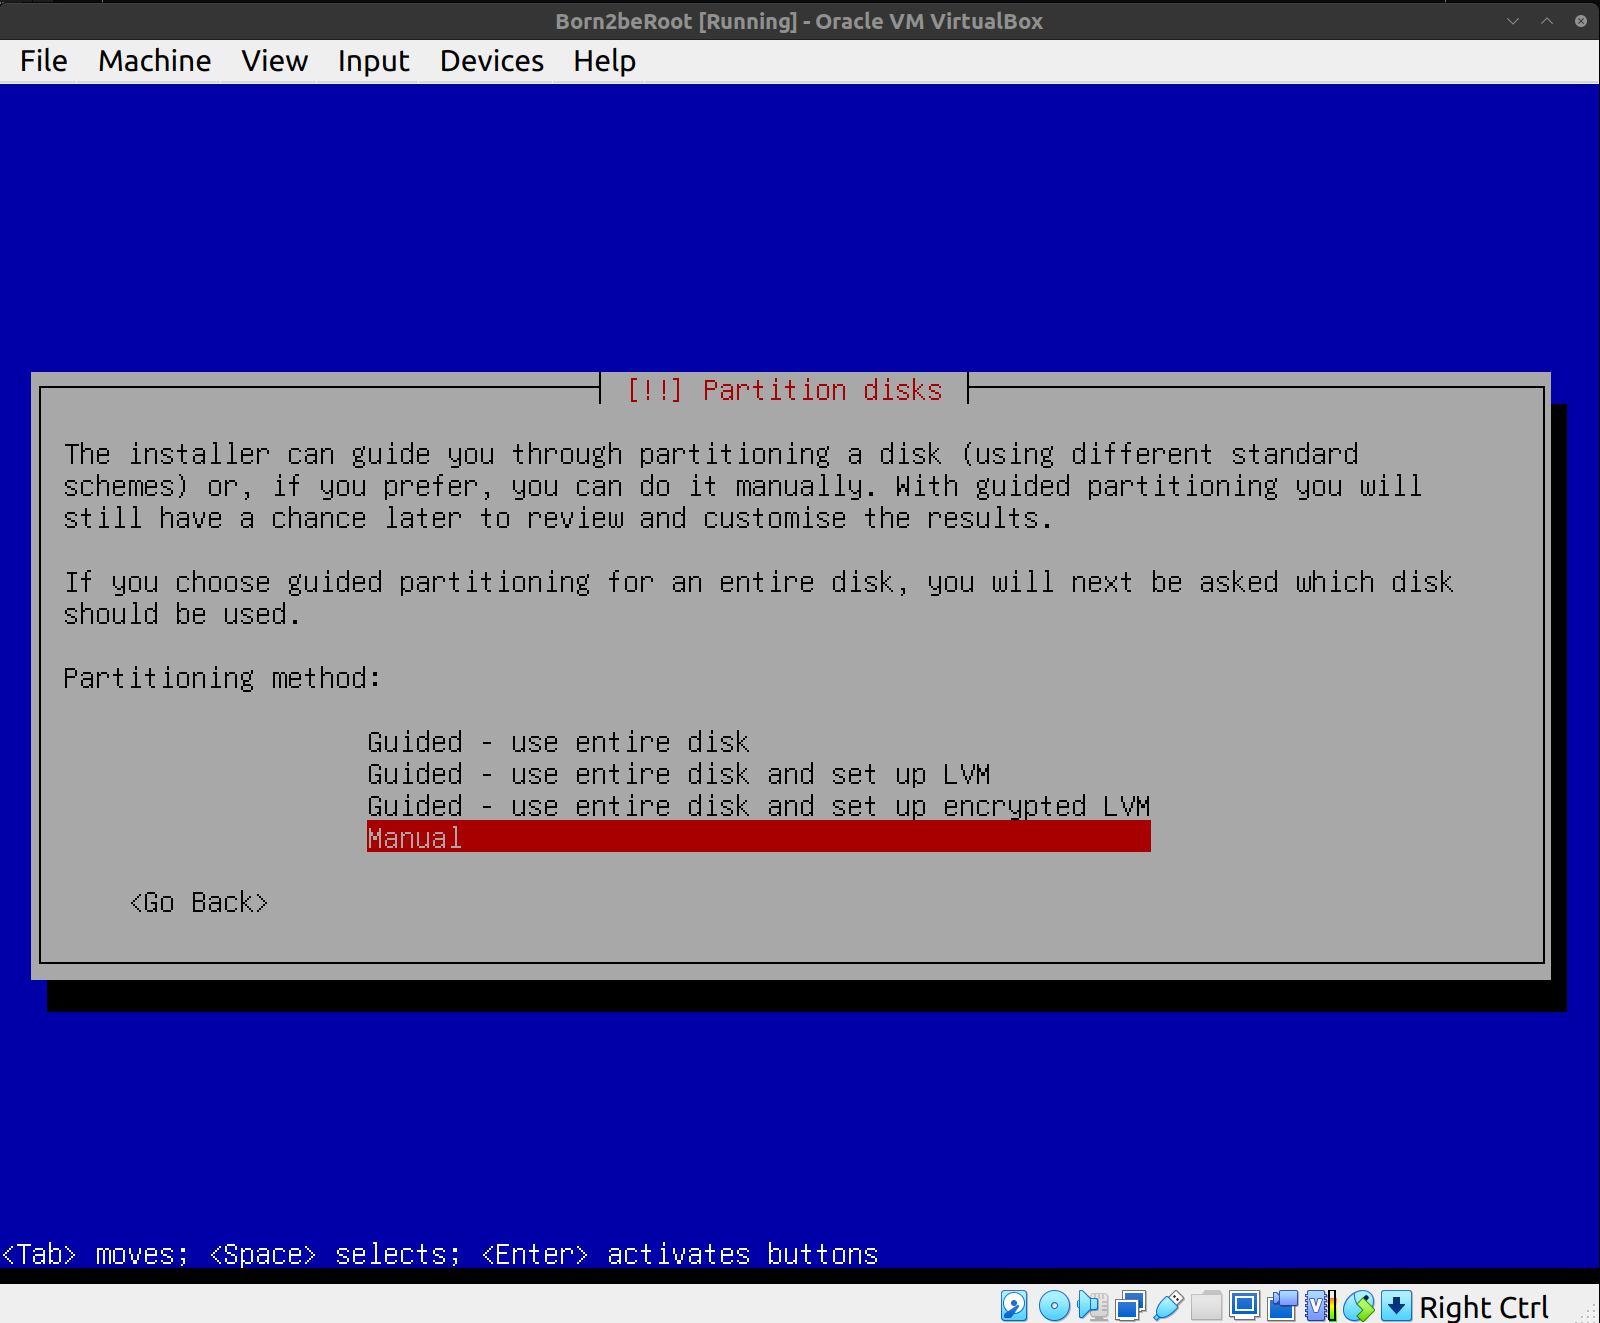 Born2beRoot [Running] - Oracle VM VirtualBox
File Machine View Input Devices Help
[!!] Partition disks
The installer can guide you through partitioning a disk (using different standard
schemes) or, if you prefer, you can do it manually. With guided partitioning you will
still have a chance later to review and customise the results.
If you choose guided partitioning for an entire disk, you will next be asked which disk
should be used.
Partitioning method:
Guided - use entire disk
Guided - use entire disk and set up LVM
Guided - use entire disk and set up encrypted LVM
Manual
<Go Back>
<Tab> moves; <Space> selects; <Enter> activates buttons
Right Ctrl